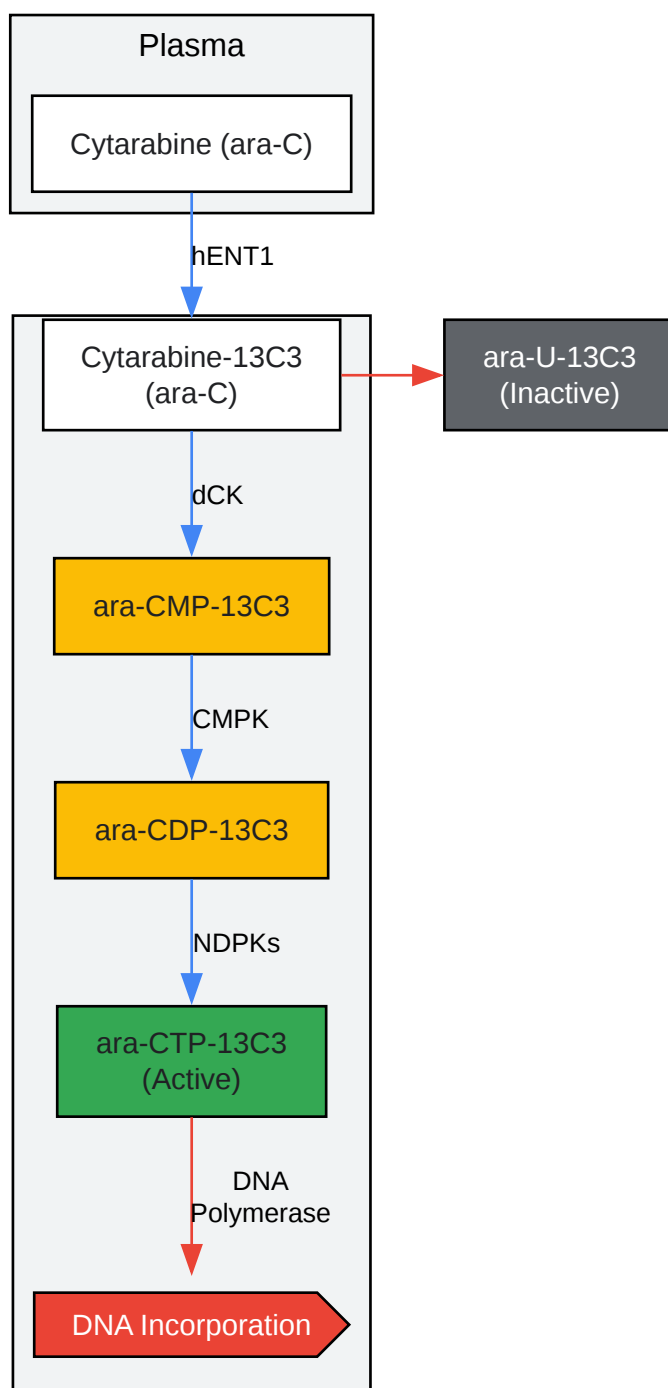 Plasma
Cytarabine (ara-C)
hENT1
Cytarabine-13C3
(ara-C)
ara-U-13C3
(Inactive)
dCK
ara-CMP-13C3
CMPK
ara-CDP-13C3
NDPKs
ara-CTP-13C3
(Active)
DNA
Polymerase
DNA Incorporation